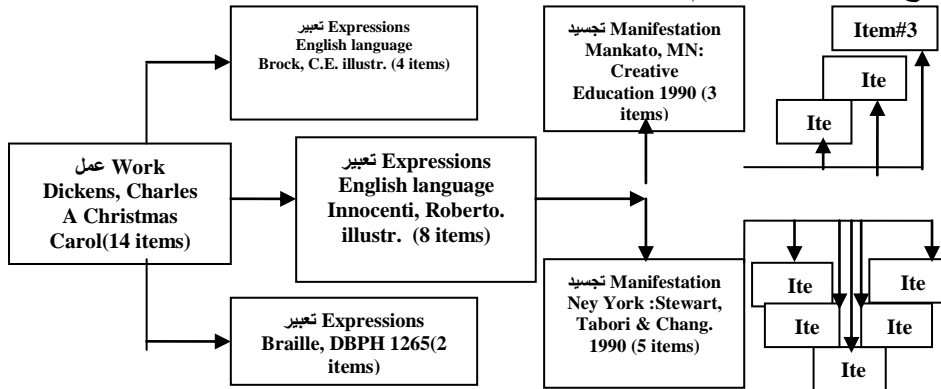 تعبير Expressions
English language
Brock, C.E. illustr. (4 items)
تجسيد Manifestation
Mankato, MN:
Creative
Education 1990 (3
items)
Item#3
Ite
Ite
عمل Work
Dickens, Charles
A Christmas
Carol(14 items)
تعبير Expressions
English language
Innocenti, Roberto.
illustr. (8 items)
تعبير Expressions
Braille, DBPH 1265(2
items)
تجسيد Manifestation
Ney York :Stewart,
Tabori & Chang.
1990 (5 items)
Ite
Ite
Ite
Ite
Ite